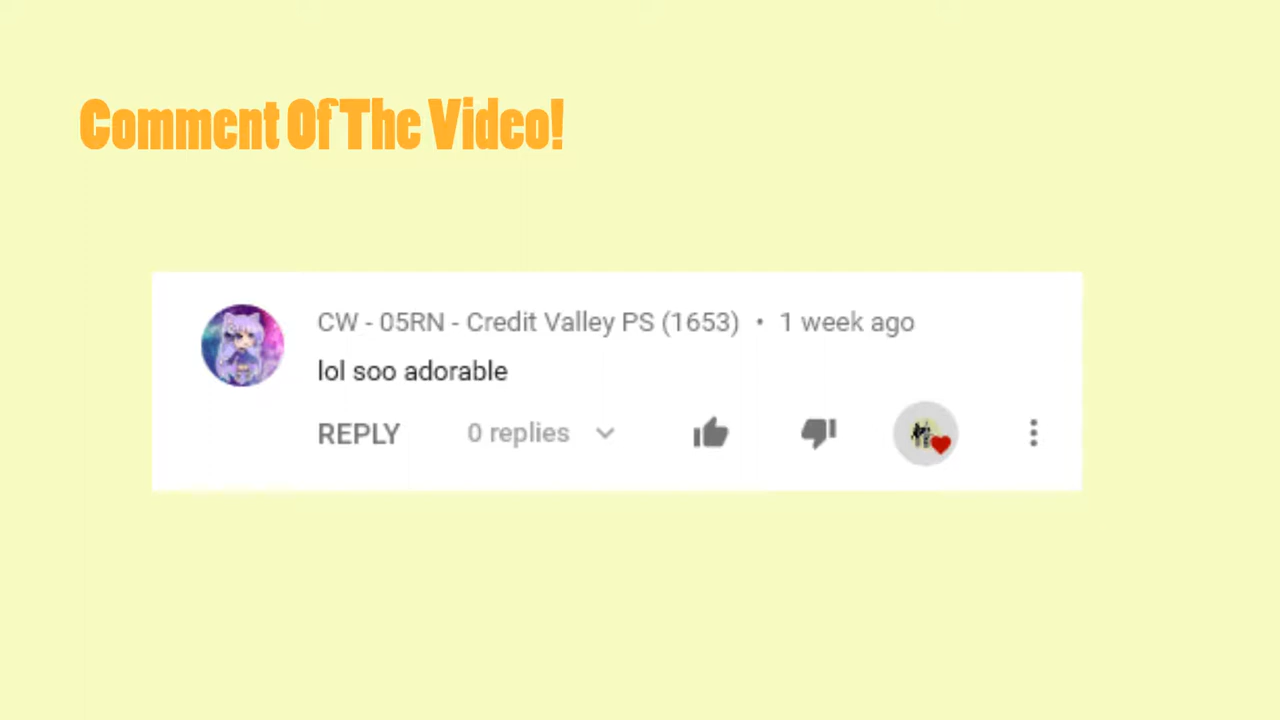 Comment Of The Video!
CW - 05RN - Credit Valley PS (1653) • 1 week ago
lol soo adorable
REPLY 0 replies